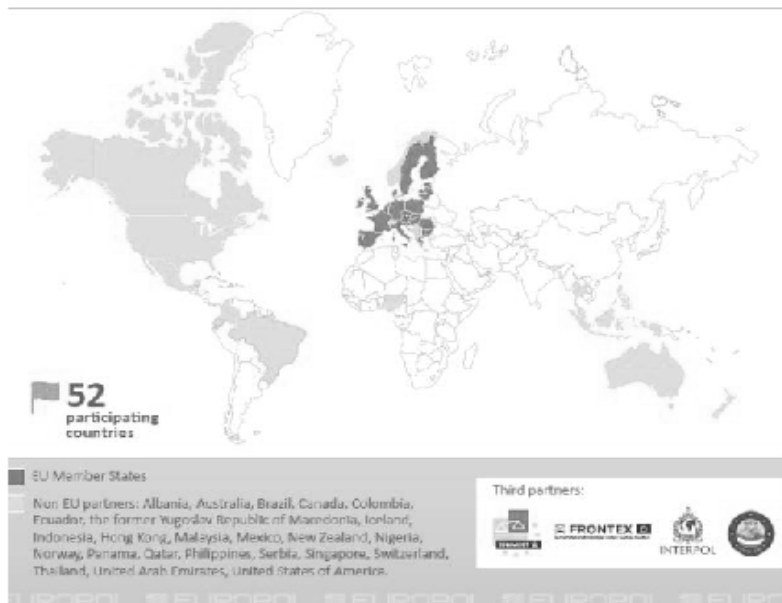 52
participating
countries
EU Member States
Non EU partners: Albania, Australia, Brazil, Canada, Colombia,
Ecuador, the former Yugoslav Republic of Macedonia, Iceland,
Indonesia, Hong Kong, Malaysia, Mexico, New Zealand, Nigeria,
Norway, Panama, Qatar, Philippines, Serbia, Singapore, Switzerland,
Thailand, United Arab Emirates, United States of America.
Third partners:
FRONTEX
INTERPOL
EUROPOL